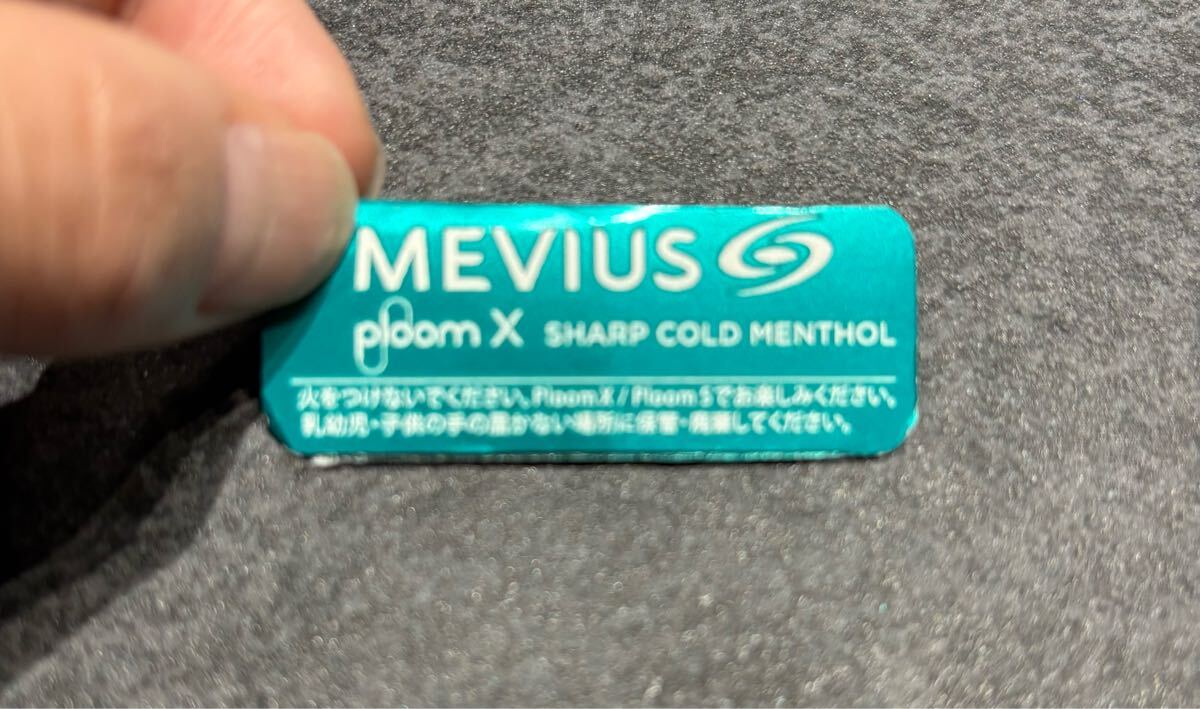 MEVIUS
ploom X SHARP COLD MENTHOL
火をつけないでください。Ploom X / Ploom Sでお楽しみください。
乳幼児・子供の手の届かない場所に保管・廃棄してください。